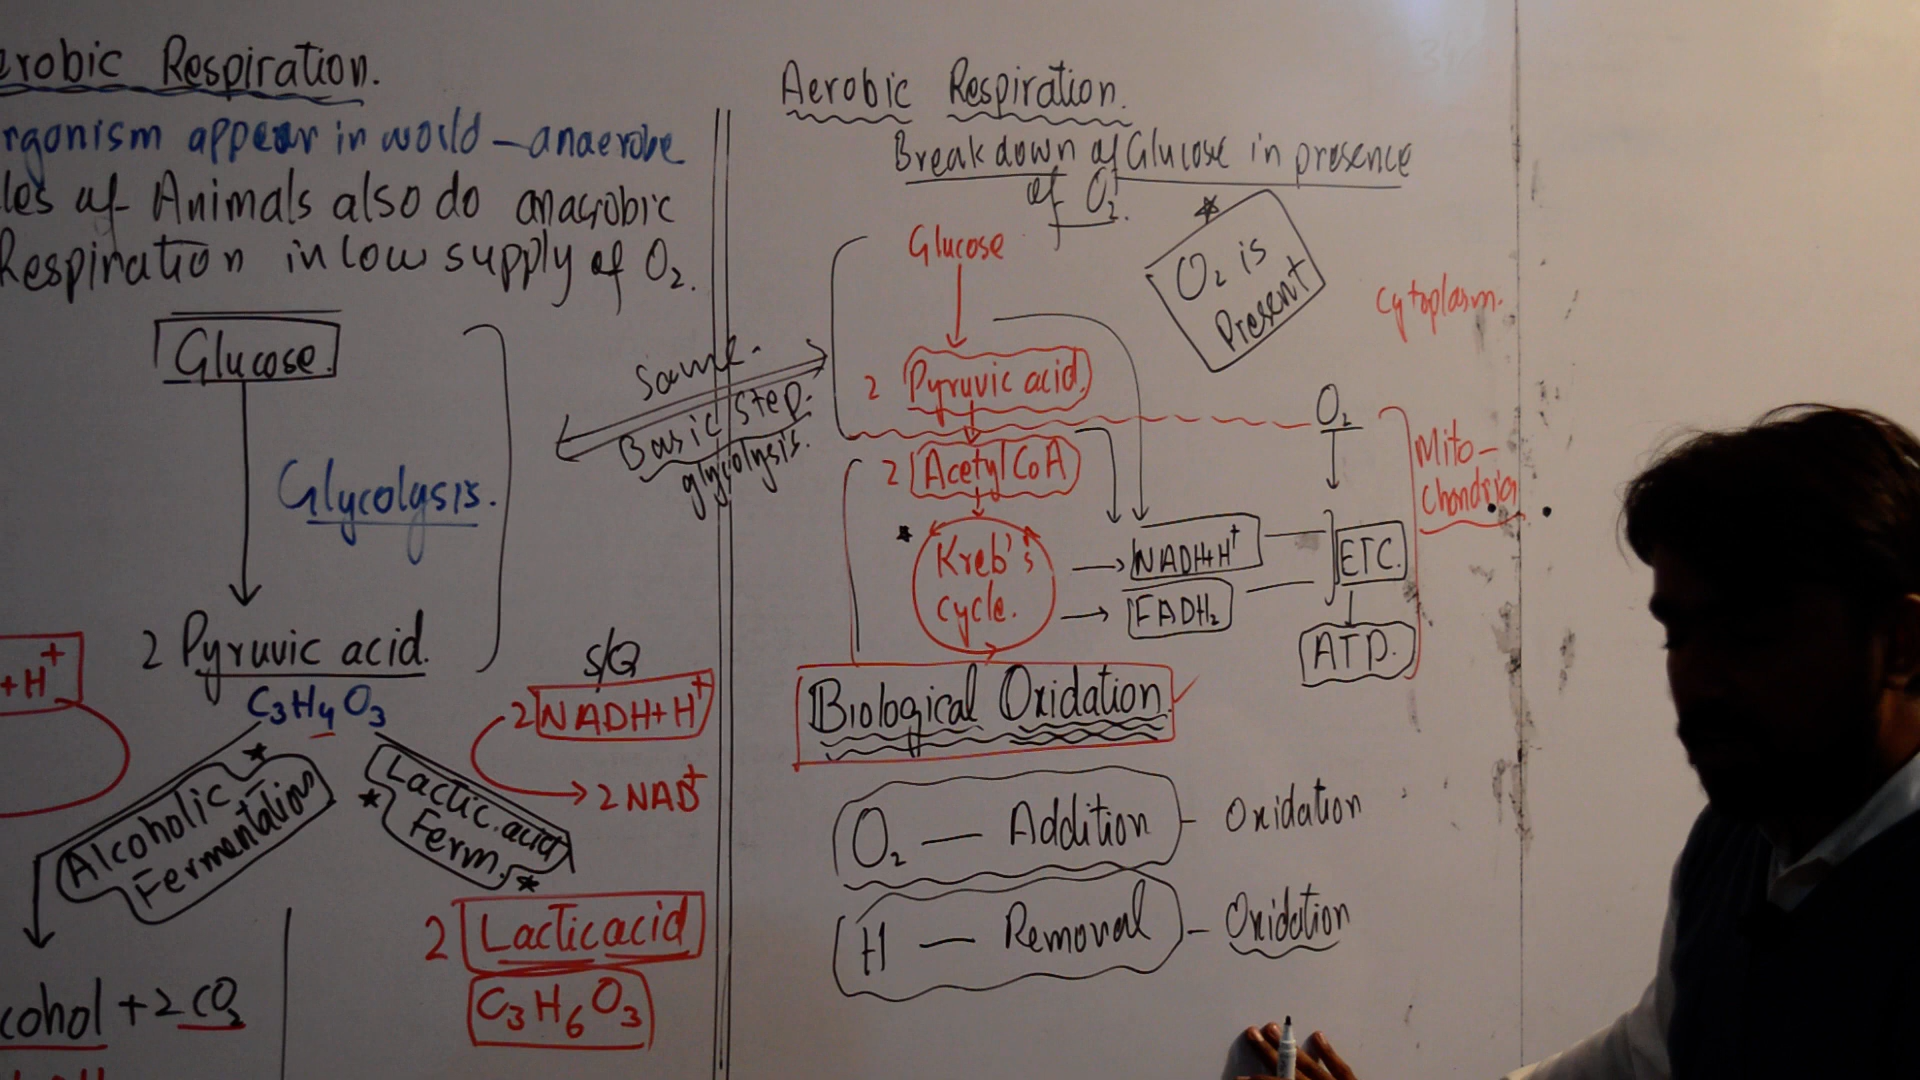 erobic Respiration.
rganism appear in world - anaerobe
les of Animals also do anaerobic
Respiration in low supply of O2.
Glucose.
Glycolysis.
2 Pyruvic acid.
C3H4O3
+H+
Alcoholic
Fermentation
Lactic acid
Ferm.
S/Q
2 NADH+H+
2 NAD+
2 Lactic acid
C3H6O3
cohol + 2 CO2
Same.
Basic step.
glycolysis.
Aerobic Respiration.
Breakdown of Glucose in presence
of O2.
O2 is
Present
Glucose
Cytoplasm.
2 Pyruvic acid.
O2
Mito-
chondria
2 Acetyl CoA
Kreb's
cycle.
NADH+H+
FADH2
ETC.
ATP.
Biological Oxidation.
O2 — Addition - Oxidation
H — Removal - Oxidation